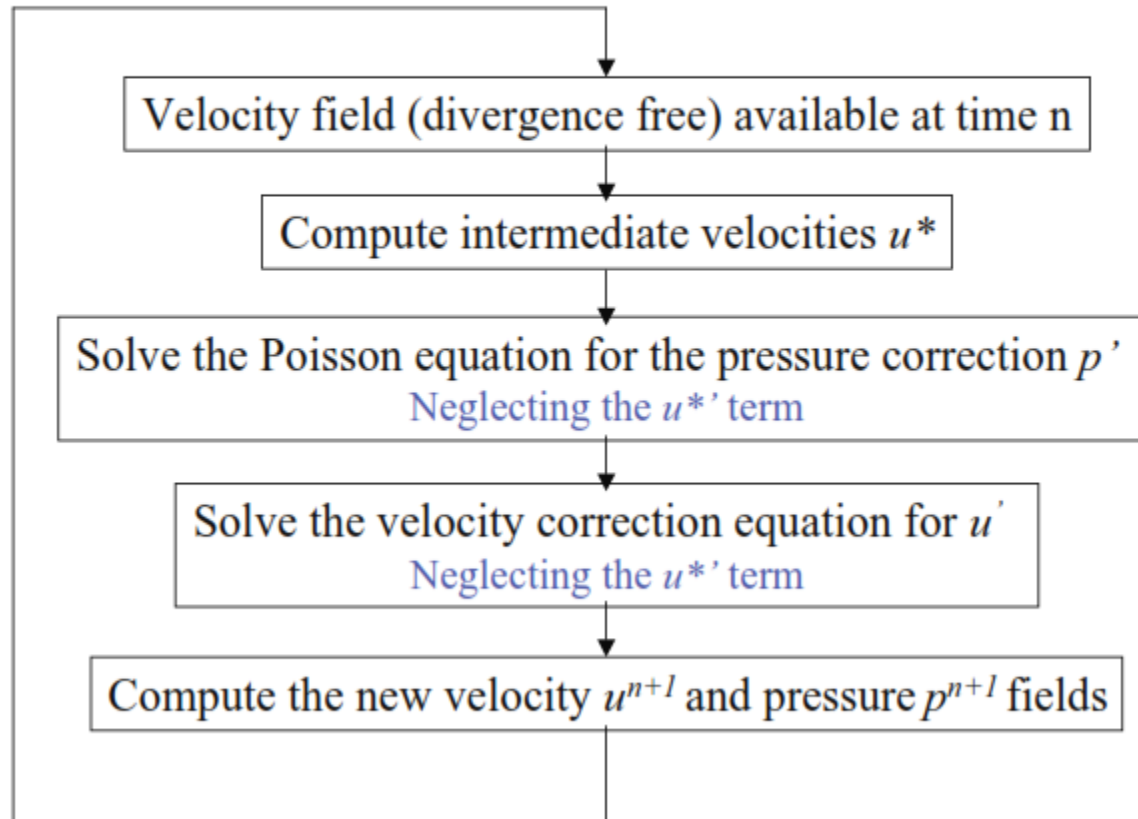 Velocity field (divergence free) available at time n
Compute intermediate velocities u*
Solve the Poisson equation for the pressure correction p’
Neglecting the u*’ term
Solve the velocity correction equation for u’
Neglecting the u*’ term
Compute the new velocity uⁿ⁺¹ and pressure pⁿ⁺¹ fields